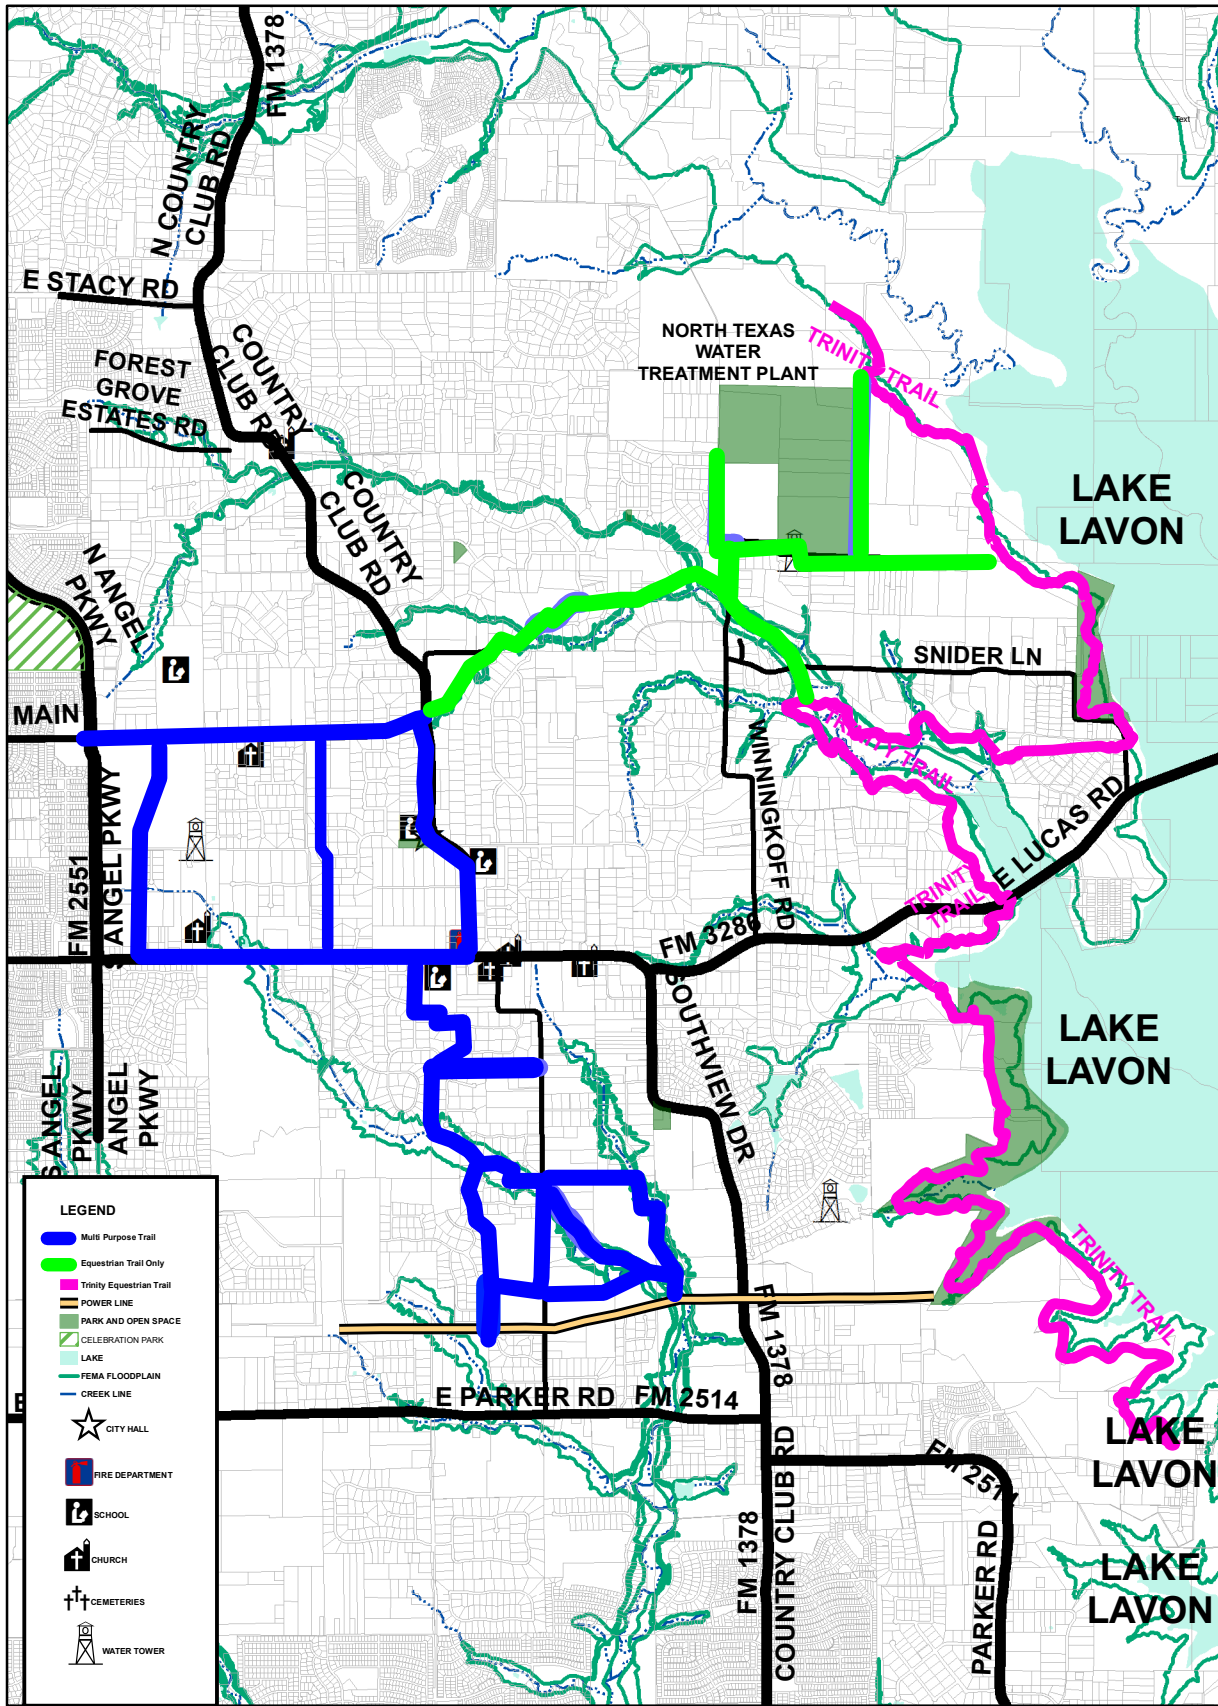 FM 1378
N COUNTRY
CLUB RD
Text
E STACY RD
COUNTRY
CLUB RD
FOREST
GROVE
ESTATES RD
NORTH TEXAS
WATER
TREATMENT PLANT
TRINITY TRAIL
COUNTRY
CLUB RD
LAKE
LAVON
N ANGEL
PKWY
SNIDER LN
MAIN
WINNINGKOFF RD
TRINITY TRAIL
FM 2551
S ANGEL PKWY
E LUCAS RD
TRINITY
TRAIL
FM 3286
SOUTHVIEW DR
LAKE
LAVON
S ANGEL
PKWY
ANGEL
PKWY
TRINITY TRAIL
FM 1378
E PARKER RD
FM 2514
LAKE
LAVON
FM 2514
FM 1378
COUNTRY CLUB RD
PARKER RD
LAKE
LAVON
E
LEGEND
Multi Purpose Trail
Equestrian Trail Only
Trinity Equestrian Trail
POWER LINE
PARK AND OPEN SPACE
CELEBRATION PARK
LAKE
FEMA FLOODPLAIN
CREEK LINE
CITY HALL
FIRE DEPARTMENT
SCHOOL
CHURCH
CEMETERIES
WATER TOWER